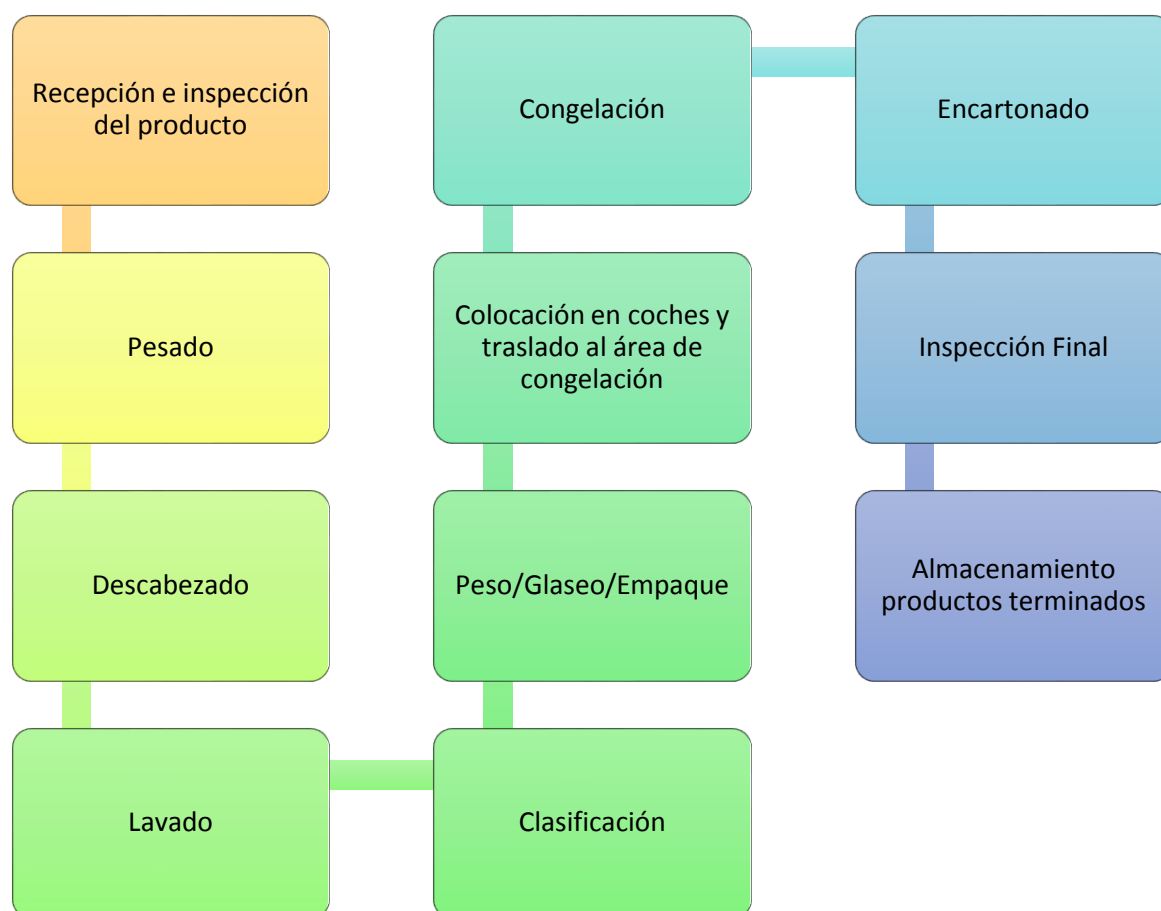 Recepción e inspección
del producto
Pesado
Descabezado
Lavado
Clasificación
Peso/Glaseo/Empaque
Colocación en coches y
traslado al área de
congelación
Congelación
Encartonado
Inspección Final
Almacenamiento
productos terminados